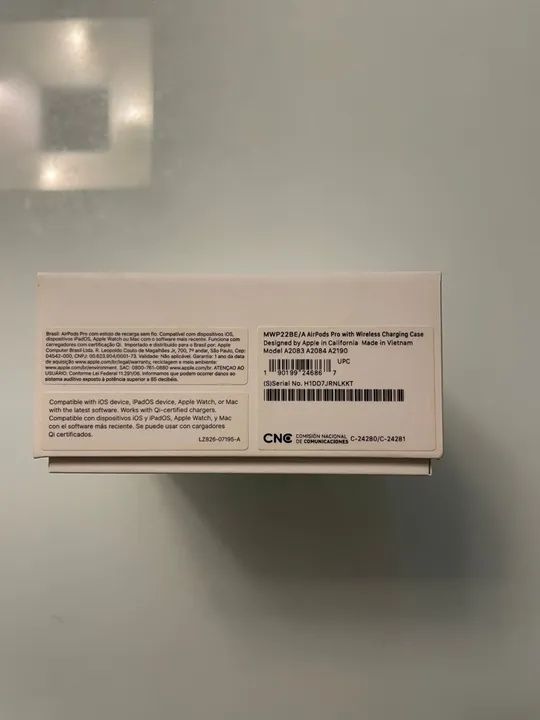 Brasil: AirPods Pro com estojo de recarga sem fio. Compatível com dispositivos iOS,
dispositivos iPadOS, Apple Watch ou Mac com o software mais recente. Funciona com
carregadores com certificação Qi. Importado e distribuído para o Brasil por: Apple
Computer Brasil Ltda. R. Leopoldo Couto de Magalhães Jr, 700, 7º andar, São Paulo, Cep:
04542-000, CNPJ: 00.623.904/0001-73. Validade: Não aplicável. Garantia: 1 ano da data
de aquisição www.apple.com/br/legal/warranty, reciclagem e meio ambiente:
www.apple.com/br/environment. SAC: 0800-761-0880 www.apple.com/br. ATENÇÃO AO
USUÁRIO: Conforme Lei Federal 11.291/06, informamos que podem ocorrer danos ao
sistema auditivo exposto à potência superior a 85 decibéis.
Compatible with iOS device, iPadOS device, Apple Watch, or Mac
with the latest software. Works with Qi-certified chargers.
Compatible con dispositivos iOS y iPadOS, Apple Watch, y Mac
con el software más reciente. Se puede usar con cargadores
Qi certificados.
LZ826-07195-A
MWP22BE/A AirPods Pro with Wireless Charging Case
Designed by Apple in California Made in Vietnam
Model A2083 A2084 A2190
UPC
1 90199 24686 7
(S)Serial No. H1DD7JRNLKKT
CNC COMISIÓN NACIONAL
DE COMUNICACIONES C-24280/C-24281